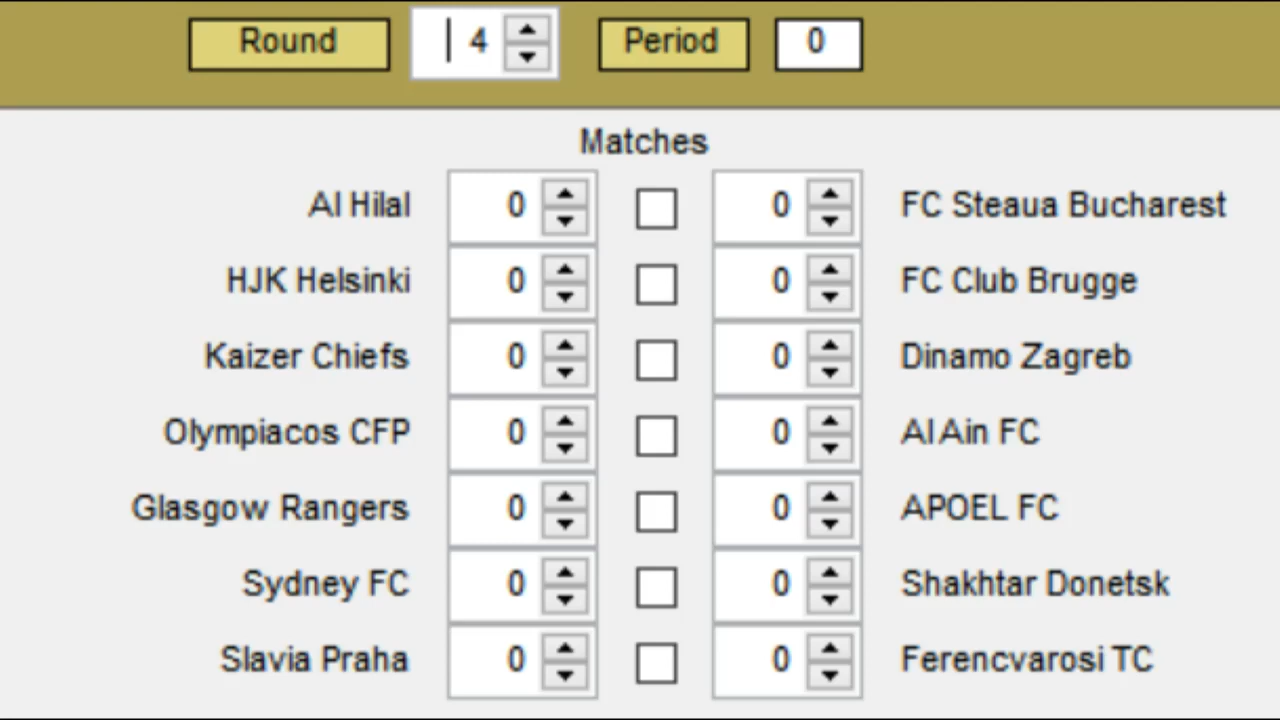 Round 4 Period 0
Matches
Al Hilal 0 0 FC Steaua Bucharest
HJK Helsinki 0 0 FC Club Brugge
Kaizer Chiefs 0 0 Dinamo Zagreb
Olympiacos CFP 0 0 Al Ain FC
Glasgow Rangers 0 0 APOEL FC
Sydney FC 0 0 Shakhtar Donetsk
Slavia Praha 0 0 Ferencvarosi TC